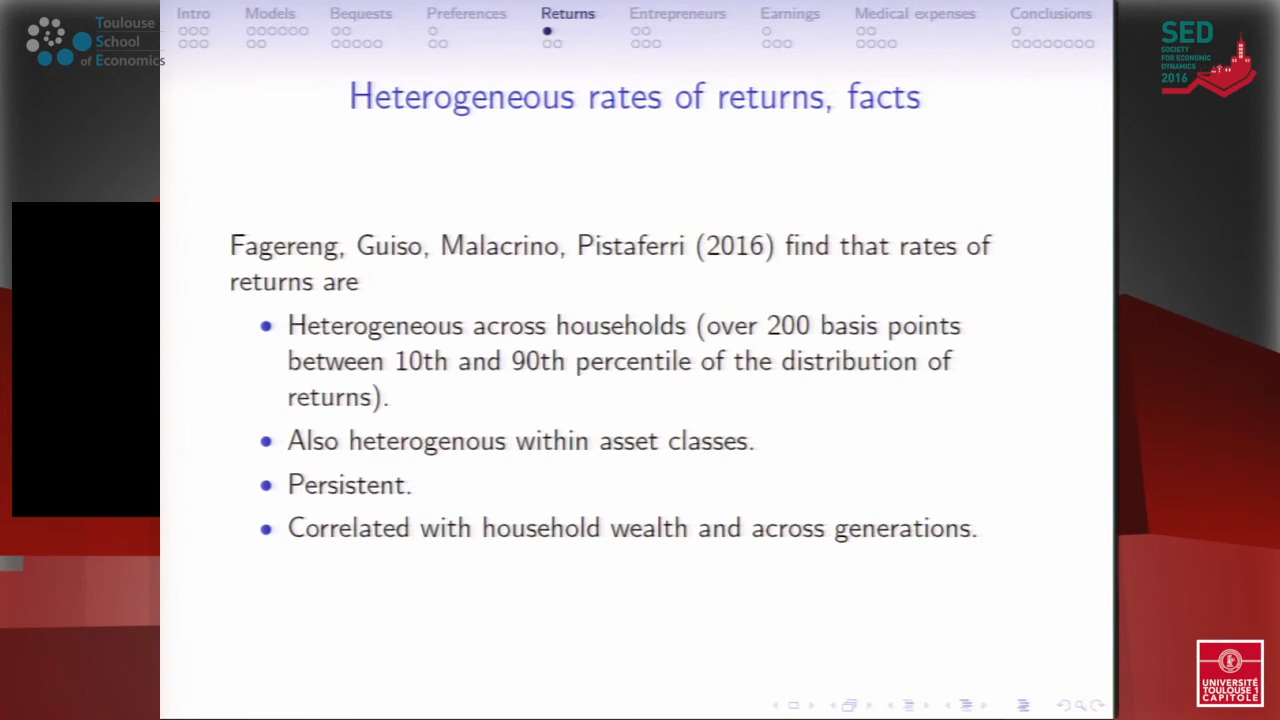 Toulouse
School
of Economics
Intro Models Bequests Preferences Returns Entrepreneurs Earnings Medical expenses Conclusions
SED
SOCIETY
FOR ECONOMIC
DYNAMICS
2016
Heterogeneous rates of returns, facts
Fagereng, Guiso, Malacrino, Pistaferri (2016) find that rates of
returns are
• Heterogeneous across households (over 200 basis points
between 10th and 90th percentile of the distribution of
returns).
• Also heterogenous within asset classes.
• Persistent.
• Correlated with household wealth and across generations.
UNIVERSITÉ
TOULOUSE 1
CAPITOLE